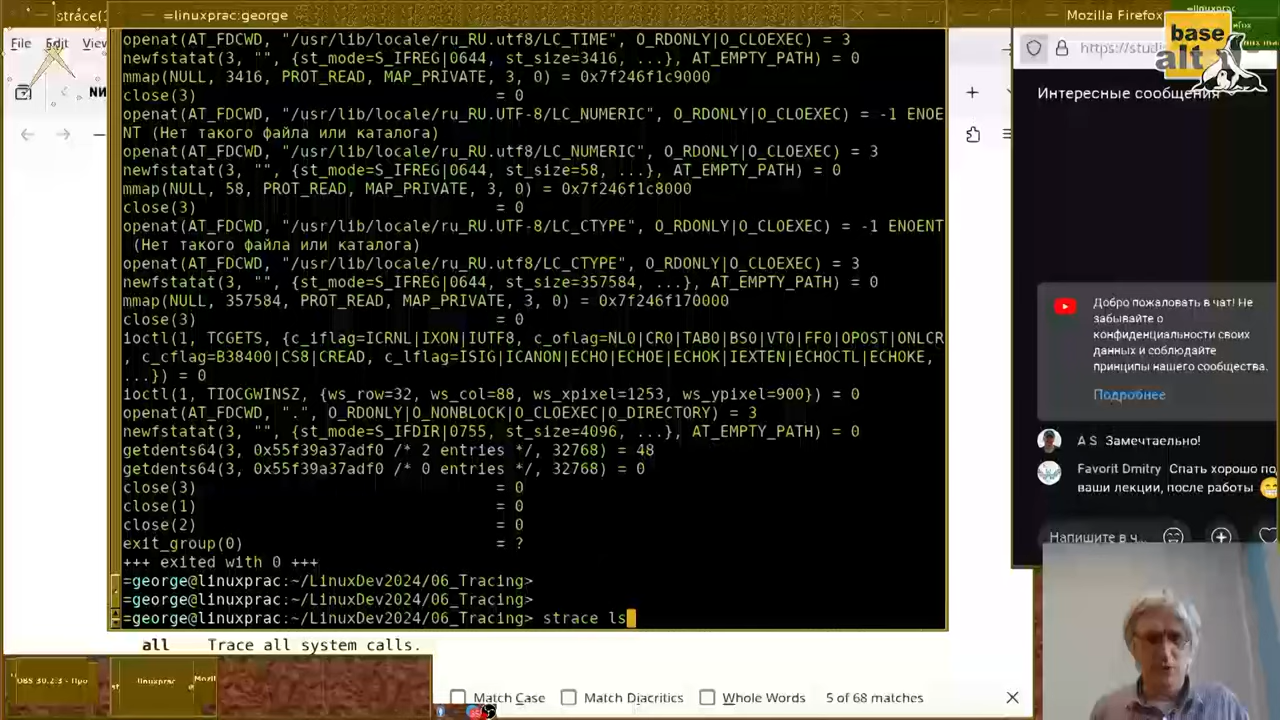 strace(
=linuxprac:george
Mozilla Firefox
File Edit View
https://studi
base
alt
Интересные сообщения
openat(AT_FDCWD, "/usr/lib/locale/ru_RU.utf8/LC_TIME", O_RDONLY|O_CLOEXEC) = 3
newfstatat(3, "", {st_mode=S_IFREG|0644, st_size=3416, ...}, AT_EMPTY_PATH) = 0
mmap(NULL, 3416, PROT_READ, MAP_PRIVATE, 3, 0) = 0x7f246f1c9000
close(3) = 0
openat(AT_FDCWD, "/usr/lib/locale/ru_RU.UTF-8/LC_NUMERIC", O_RDONLY|O_CLOEXEC) = -1 ENOE
NT (Нет такого файла или каталога)
openat(AT_FDCWD, "/usr/lib/locale/ru_RU.utf8/LC_NUMERIC", O_RDONLY|O_CLOEXEC) = 3
newfstatat(3, "", {st_mode=S_IFREG|0644, st_size=58, ...}, AT_EMPTY_PATH) = 0
mmap(NULL, 58, PROT_READ, MAP_PRIVATE, 3, 0) = 0x7f246f1c8000
close(3) = 0
openat(AT_FDCWD, "/usr/lib/locale/ru_RU.UTF-8/LC_CTYPE", O_RDONLY|O_CLOEXEC) = -1 ENOENT
(Нет такого файла или каталога)
openat(AT_FDCWD, "/usr/lib/locale/ru_RU.utf8/LC_CTYPE", O_RDONLY|O_CLOEXEC) = 3
newfstatat(3, "", {st_mode=S_IFREG|0644, st_size=357584, ...}, AT_EMPTY_PATH) = 0
mmap(NULL, 357584, PROT_READ, MAP_PRIVATE, 3, 0) = 0x7f246f170000
close(3) = 0
ioctl(1, TCGETS, {c_iflag=ICRNL|IXON|IUTF8, c_oflag=NL0|CR0|TAB0|BS0|VT0|FF0|OPOST|ONLCR
, c_cflag=B38400|CS8|CREAD, c_lflag=ISIG|ICANON|ECHO|ECHOE|ECHOK|IEXTEN|ECHOCTL|ECHOKE,
...}) = 0
ioctl(1, TIOCGWINSZ, {ws_row=32, ws_col=88, ws_xpixel=1253, ws_ypixel=900}) = 0
openat(AT_FDCWD, ".", O_RDONLY|O_NONBLOCK|O_CLOEXEC|O_DIRECTORY) = 3
newfstatat(3, "", {st_mode=S_IFDIR|0755, st_size=4096, ...}, AT_EMPTY_PATH) = 0
getdents64(3, 0x55f39a37adf0 /* 2 entries */, 32768) = 48
getdents64(3, 0x55f39a37adf0 /* 0 entries */, 32768) = 0
close(3) = 0
close(1) = 0
close(2) = 0
exit_group(0) = ?
+++ exited with 0 +++
=george@linuxprac:~/LinuxDev2024/06_Tracing>
=george@linuxprac:~/LinuxDev2024/06_Tracing>
=george@linuxprac:~/LinuxDev2024/06_Tracing> strace ls
Добро пожаловать в чат! Не
забывайте о
конфиденциальности своих
данных и соблюдайте
принципы нашего сообщества.
Подробнее
A S Замечтаельно!
Favorit Dmitry Спать хорошо по
ваши лекции, после работы
Напишите в ч...
all Trace all system calls.
OBS 30.2.3 - Про
linuxprac
Mozil
Match Case Match Diacritics Whole Words 5 of 68 matches